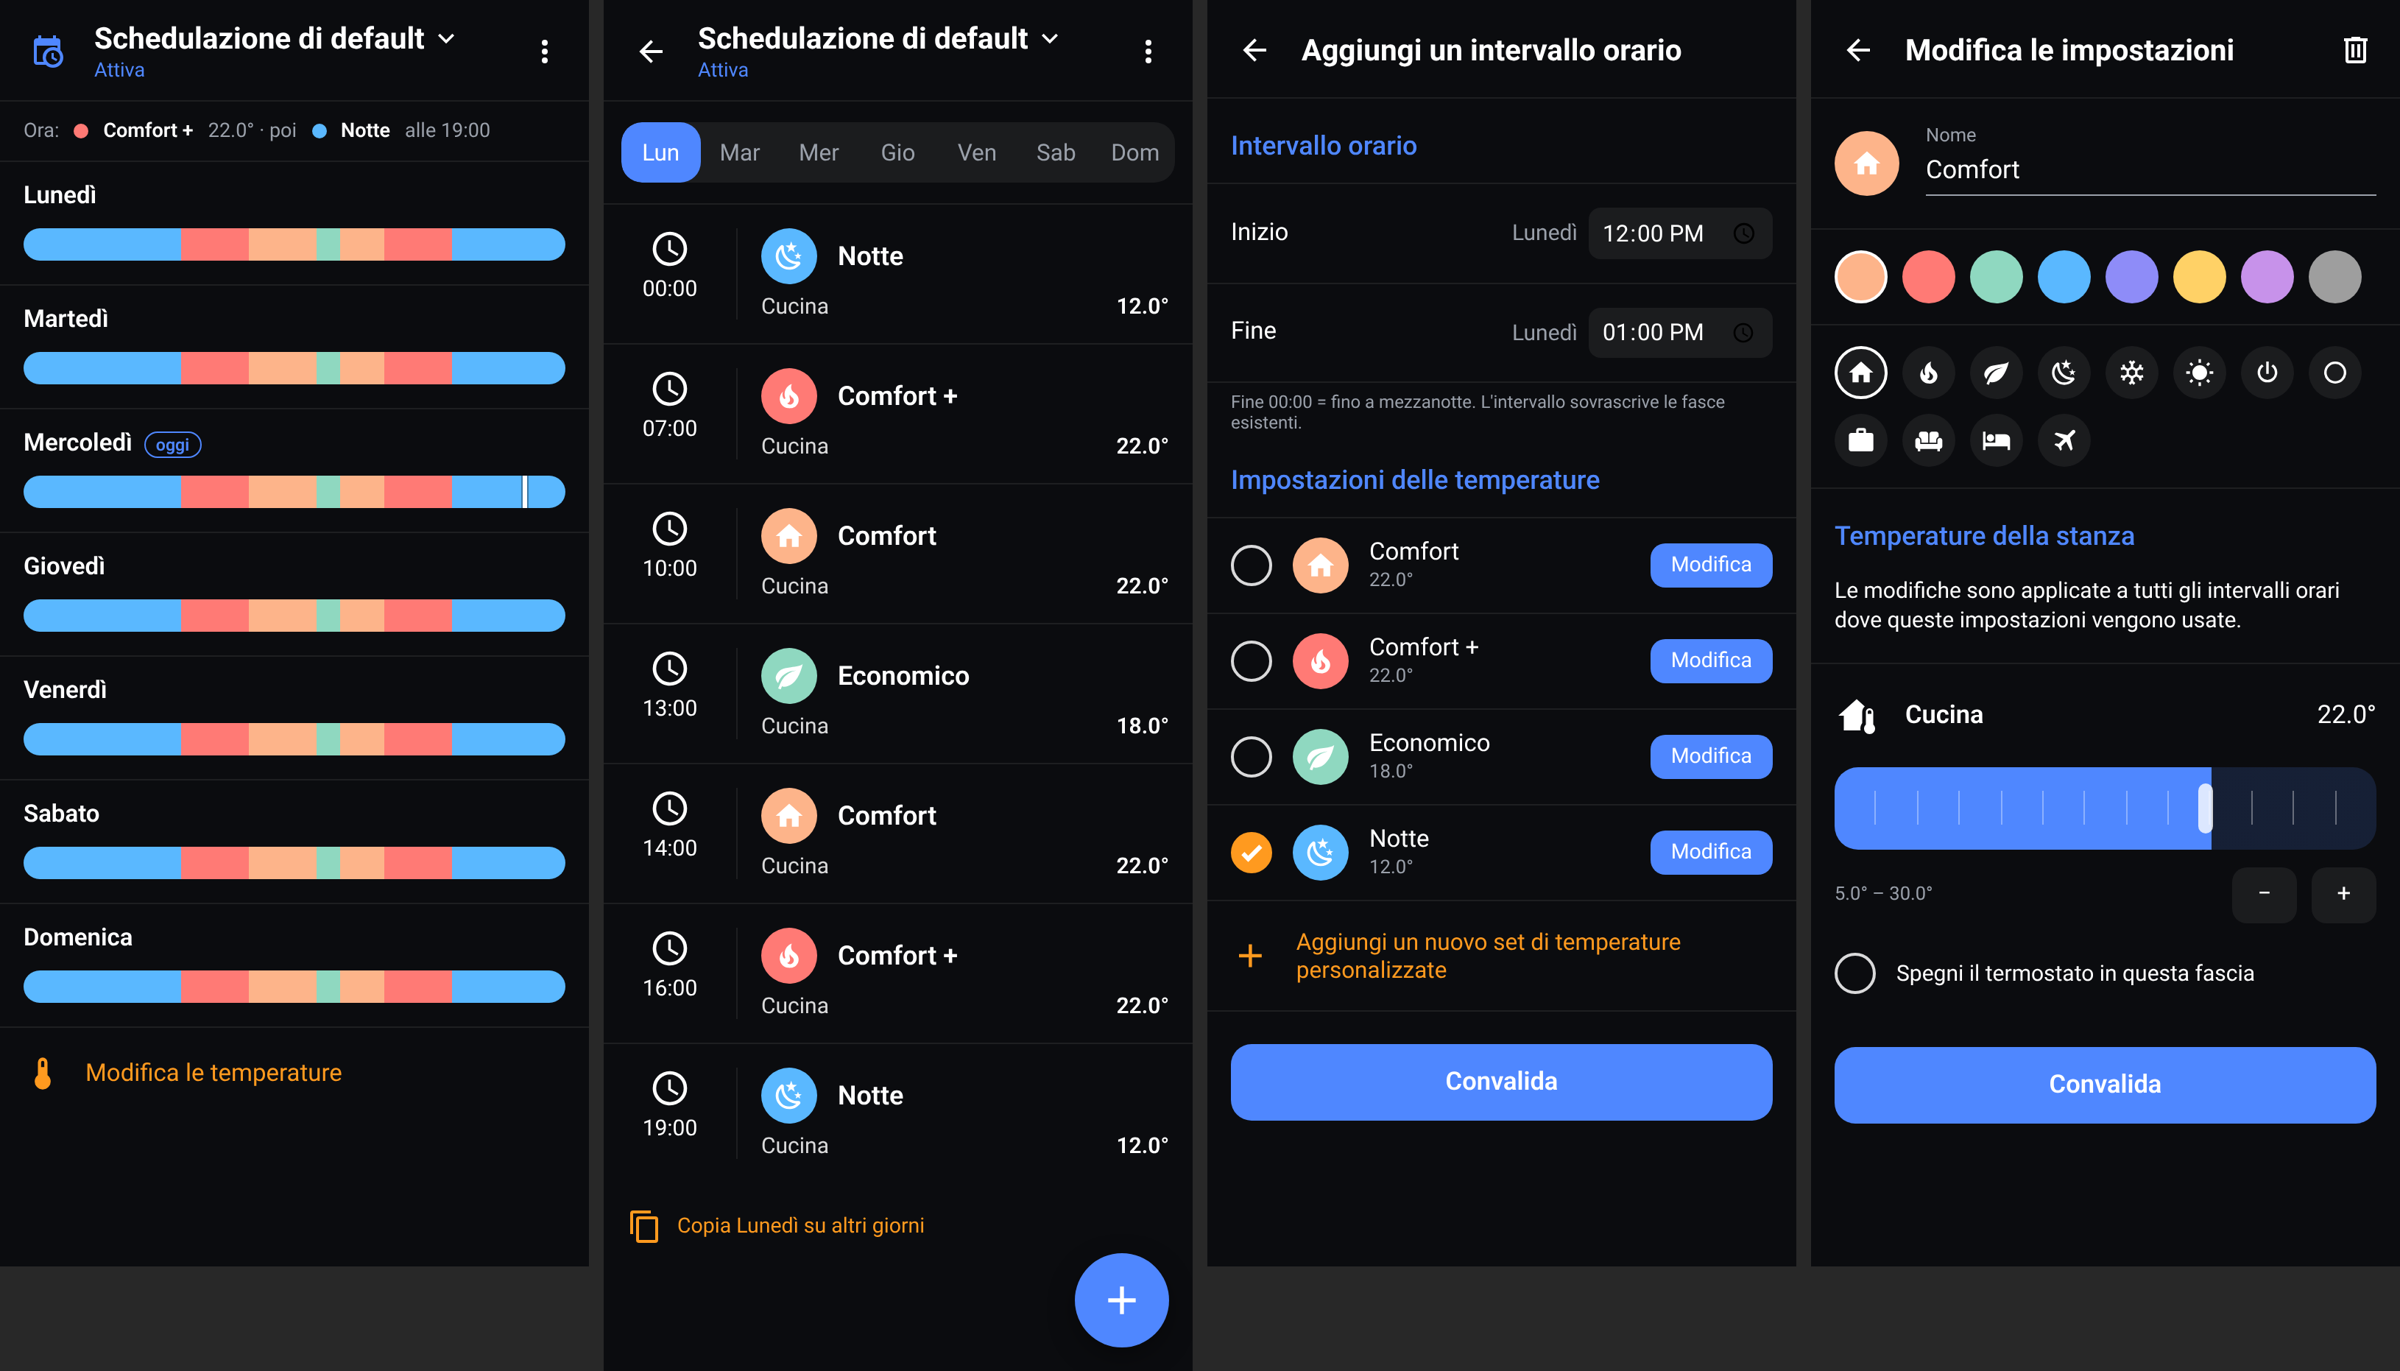 Schedulazione di default
Attiva
Ora: Comfort + 22.0° · poi Notte alle 19:00
Lunedì
Martedì
Mercoledì oggi
Giovedì
Venerdì
Sabato
Domenica
Modifica le temperature
Schedulazione di default
Attiva
Lun Mar Mer Gio Ven Sab Dom
Notte
00:00
Cucina 12.0°
Comfort +
07:00
Cucina 22.0°
Comfort
10:00
Cucina 22.0°
Economico
13:00
Cucina 18.0°
Comfort
14:00
Cucina 22.0°
Comfort +
16:00
Cucina 22.0°
Notte
19:00
Cucina 12.0°
Copia Lunedì su altri giorni
Aggiungi un intervallo orario
Intervallo orario
Inizio Lunedì 12:00 PM
Fine Lunedì 01:00 PM
Fine 00:00 = fino a mezzanotte. L'intervallo sovrascrive le fasce
esistenti.
Impostazioni delle temperature
Comfort
22.0°
Modifica
Comfort +
22.0°
Modifica
Economico
18.0°
Modifica
Notte
12.0°
Modifica
Aggiungi un nuovo set di temperature
personalizzate
Convalida
Modifica le impostazioni
Nome
Comfort
Temperature della stanza
Le modifiche sono applicate a tutti gli intervalli orari
dove queste impostazioni vengono usate.
Cucina 22.0°
5.0° – 30.0° − +
Spegni il termostato in questa fascia
Convalida